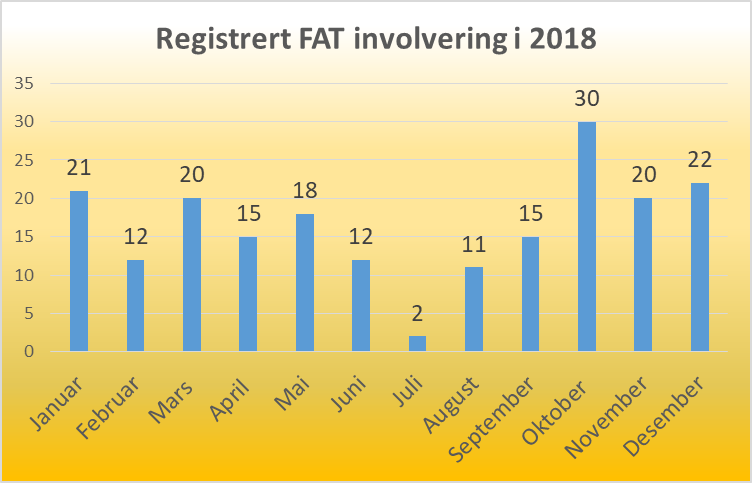 Registrert FAT involvering i 2018
35
30
25
20
15
10
5
0
21
12
20
15
18
12
2
11
15
30
20
22
Januar
Februar
Mars
April
Mai
Juni
Juli
August
September
Oktober
November
Desember